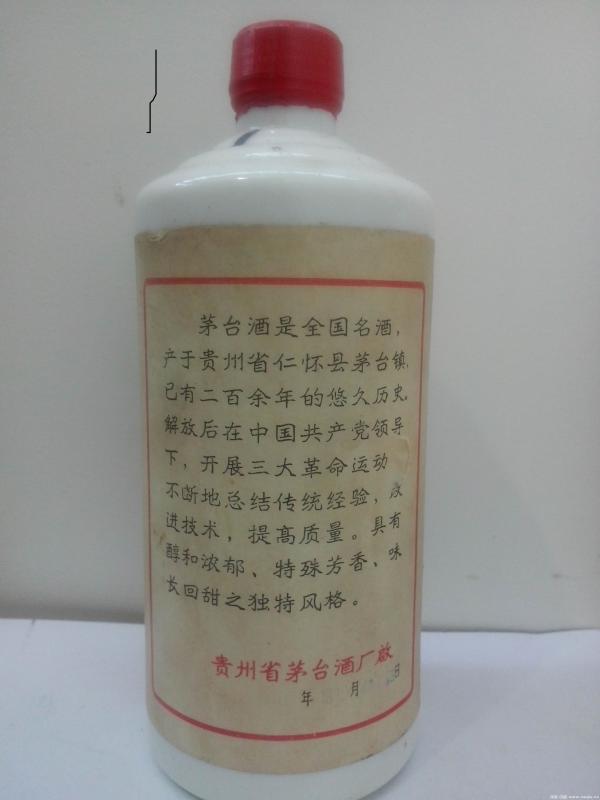 茅台酒是全国名酒，
产于贵州省仁怀县茅台镇，
已有二百余年的悠久历史。
解放后在中国共产党领导
下，开展三大革命运动
不断地总结传统经验，改
进技术，提高质量。具有
醇和浓郁、特殊芳香、味
长回甜之独特风格。
贵州省茅台酒厂啟
年 月 日